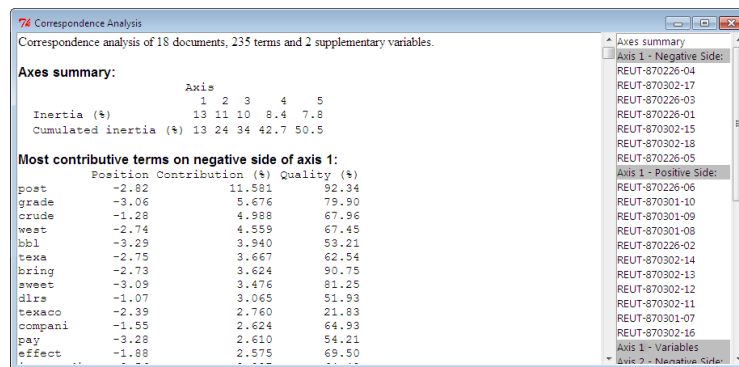 Correspondence Analysis
Correspondence analysis of 18 documents, 235 terms and 2 supplementary variables.
Axes summary:
Axis
1 2 3 4 5
Inertia (%) 13 11 10 8.4 7.8
Cumulated inertia (%) 13 24 34 42.7 50.5
Most contributive terms on negative side of axis 1:
Position Contribution (%) Quality (%)
post -2.82 11.581 92.34
grade -3.06 5.676 79.90
crude -1.28 4.988 67.96
west -2.74 4.559 67.45
bbl -3.29 3.940 53.21
texa -2.75 3.667 62.54
bring -2.73 3.624 90.75
sweet -3.09 3.476 81.25
dlrs -1.07 3.065 51.93
texaco -2.39 2.760 21.83
compani -1.55 2.624 64.93
pay -3.28 2.610 54.21
effect -1.88 2.575 69.50
Axes summary
Axis 1 - Negative Side:
REUT-870226-04
REUT-870302-17
REUT-870226-03
REUT-870226-01
REUT-870302-15
REUT-870302-18
REUT-870226-05
Axis 1 - Positive Side:
REUT-870226-06
REUT-870301-10
REUT-870301-09
REUT-870301-08
REUT-870226-02
REUT-870302-14
REUT-870302-13
REUT-870302-12
REUT-870302-11
REUT-870301-07
REUT-870302-16
Axis 1 - Variables
Axis 2 - Negative Side: